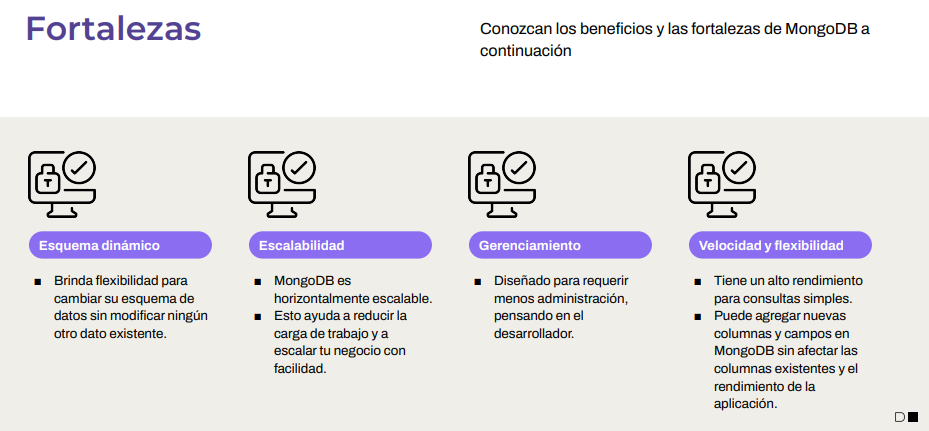 Fortalezas
Conozcan los beneficios y las fortalezas de MongoDB a
continuación
Esquema dinámico
■ Brinda flexibilidad para
cambiar su esquema de
datos sin modificar ningún
otro dato existente.
Escalabilidad
■ MongoDB es
horizontalmente escalable.
■ Esto ayuda a reducir la
carga de trabajo y a
escalar tu negocio con
facilidad.
Gerenciamiento
■ Diseñado para requerir
menos administración,
pensando en el
desarrollador.
Velocidad y flexibilidad
■ Tiene un alto rendimiento
para consultas simples.
■ Puede agregar nuevas
columnas y campos en
MongoDB sin afectar las
columnas existentes y el
rendimiento de la
aplicación.